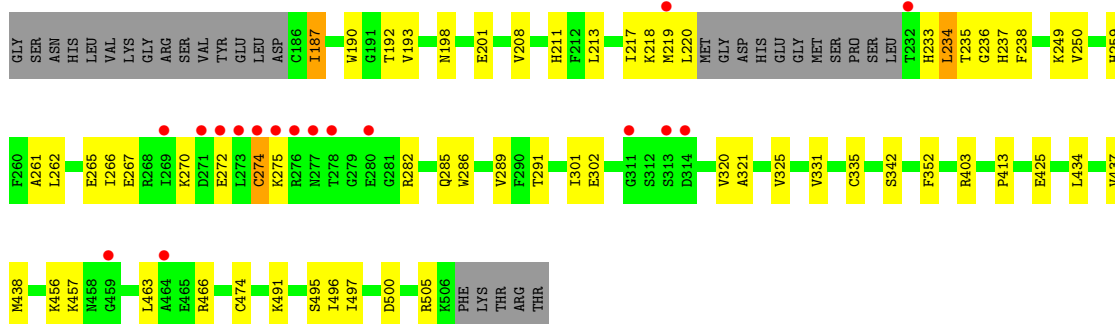 GLY SER ASN HIS LEU VAL LYS GLY ARG SER VAL TYR GLU LEU ASP C186 I187 W190 G191 T192 V193 N198 E201 V208 H211 F212 L213 I217 K218 M219 L220 MET GLY ASP HIS GLU GLY MET SER PRO SER LEU T232 H233 L234 T235 G236 H237 F238 K249 V250 H259
F260 A261 L262 E265 I266 E267 R268 I269 K270 D271 E272 L273 C274 K275 R276 N277 T278 G279 E280 G281 R282 Q285 W286 V289 F290 T291 I301 E302 G311 S312 S313 D314 V320 A321 V325 V331 C335 S342 F352 R403 P413 E425 L434
M438 K456 K457 N458 G459 L463 A464 E465 R466 C474 K491 S495 I496 I497 D500 R505 K506 PHE LYS THR ARG THR